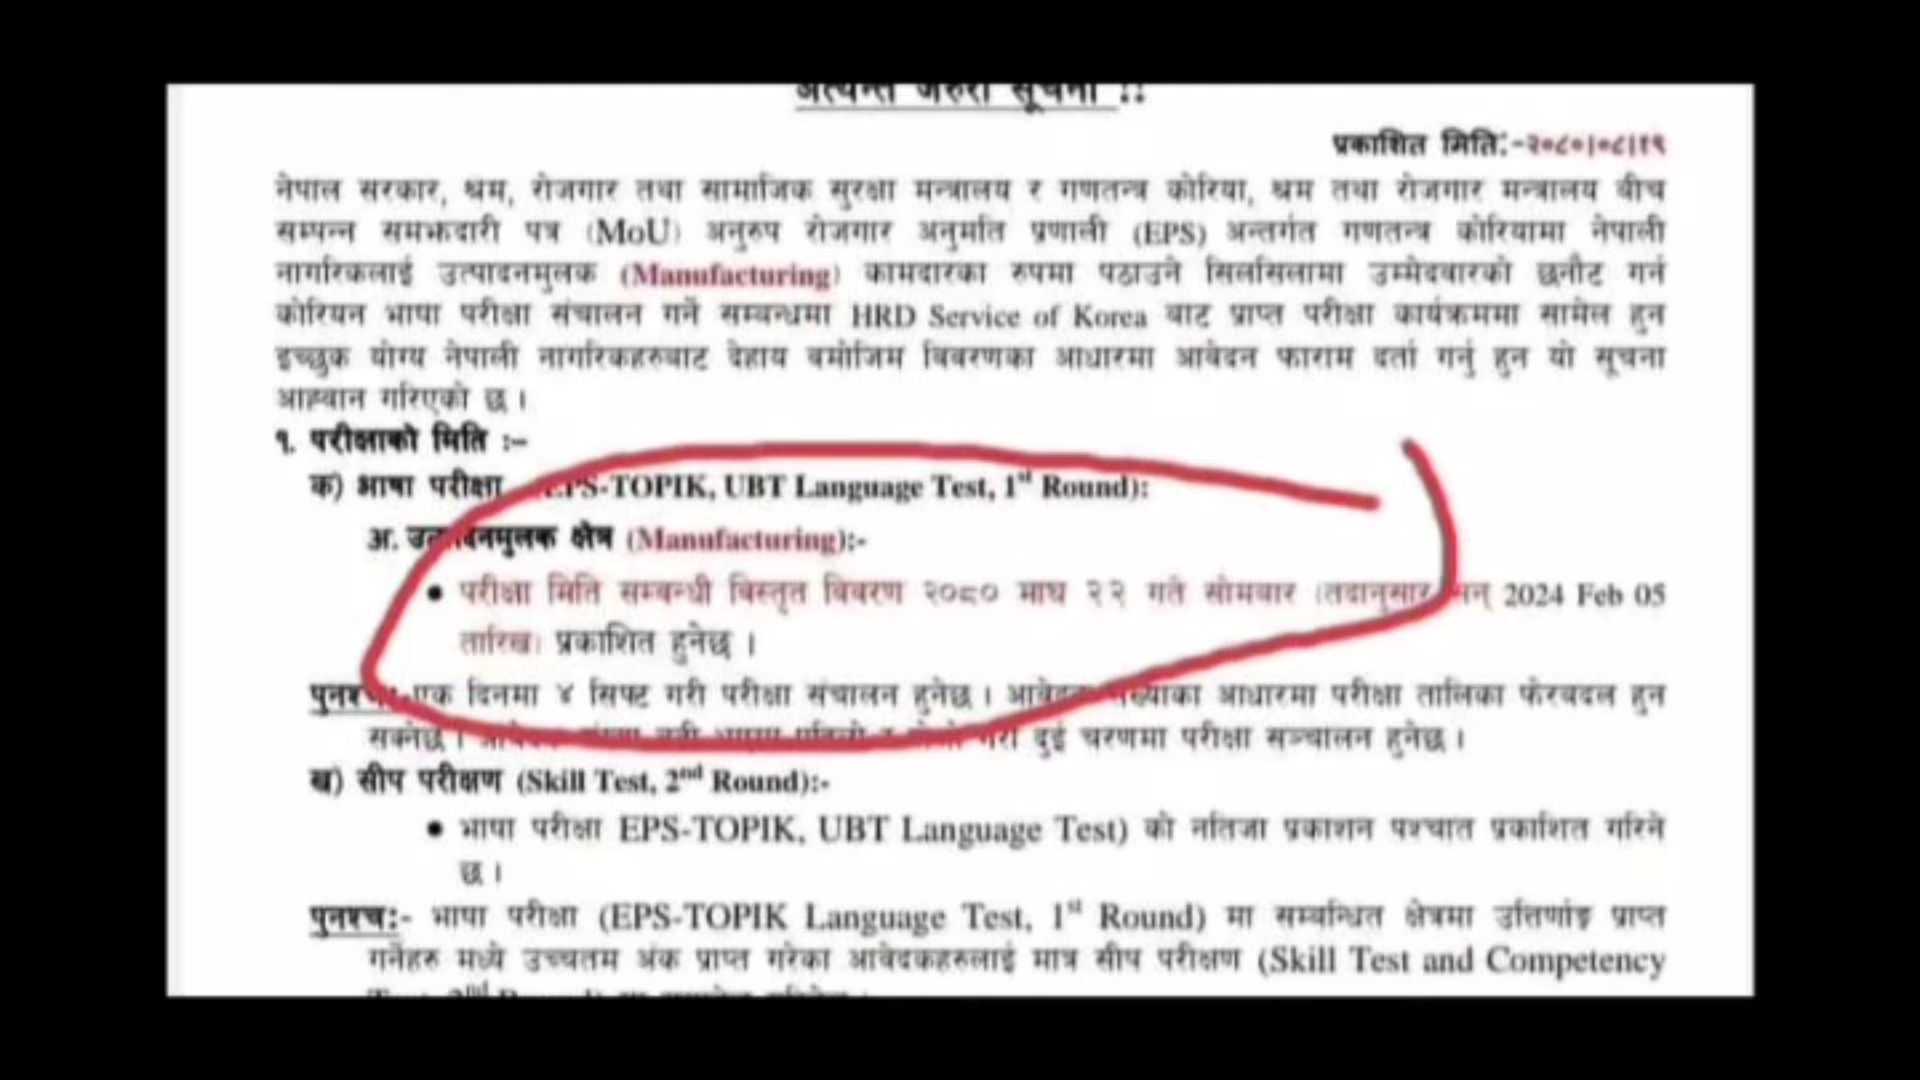 अत्यन्त जरुरी सूचना !!
प्रकाशित मिति:-२०८०|०८|१९
नेपाल सरकार, श्रम, रोजगार तथा सामाजिक सुरक्षा मन्त्रालय र गणतन्त्र कोरिया, श्रम तथा रोजगार मन्त्रालय बीच
सम्पन्न समझदारी पत्र (MoU) अनुरुप रोजगार अनुमति प्रणाली (EPS) अन्तर्गत गणतन्त्र कोरियामा नेपाली
नागरिकलाई उत्पादनमुलक (Manufacturing) कामदारका रुपमा पठाउने सिलसिलामा उम्मेदवारको छनौट गर्न
कोरियन भाषा परीक्षा संचालन गर्ने सम्बन्धमा HRD Service of Korea बाट प्राप्त परीक्षा कार्यक्रममा सामेल हुन
इच्छुक योग्य नेपाली नागरिकहरुबाट देहाय बमोजिम विवरणका आधारमा आवेदन फाराम दर्ता गर्नु हुन यो सूचना
आह्वान गरिएको छ ।
१. परीक्षाको मिति :–
क) भाषा परीक्षा EPS-TOPIK, UBT Language Test, 1st Round):
अ. उत्पादनमुलक क्षेत्र (Manufacturing):-
• परीक्षा मिति सम्बन्धी विस्तृत विवरण २०८० माघ २२ गते सोमवार (तदानुसार सन् 2024 Feb 05
तारिख) प्रकाशित हुनेछ ।
पुनश्चः- एक दिनमा ४ सिफ्ट गरी परीक्षा संचालन हुनेछ । आवेदक संख्याका आधारमा परीक्षा तालिका फेरबदल हुन
सक्नेछ । गरी दुई चरणमा परीक्षा सञ्चालन हुनेछ ।
ख) सीप परीक्षण (Skill Test, 2nd Round):-
• भाषा परीक्षा EPS-TOPIK, UBT Language Test) को नतिजा प्रकाशन पश्चात प्रकाशित गरिने
छ ।
पुनश्च:- भाषा परीक्षा (EPS-TOPIK Language Test, 1st Round) मा सम्बन्धित क्षेत्रमा उत्तिर्णाङ्क प्राप्त
गर्नेहरु मध्ये उच्चतम अंक प्राप्त गरेका आवेदकहरुलाई मात्र सीप परीक्षण (Skill Test and Competency